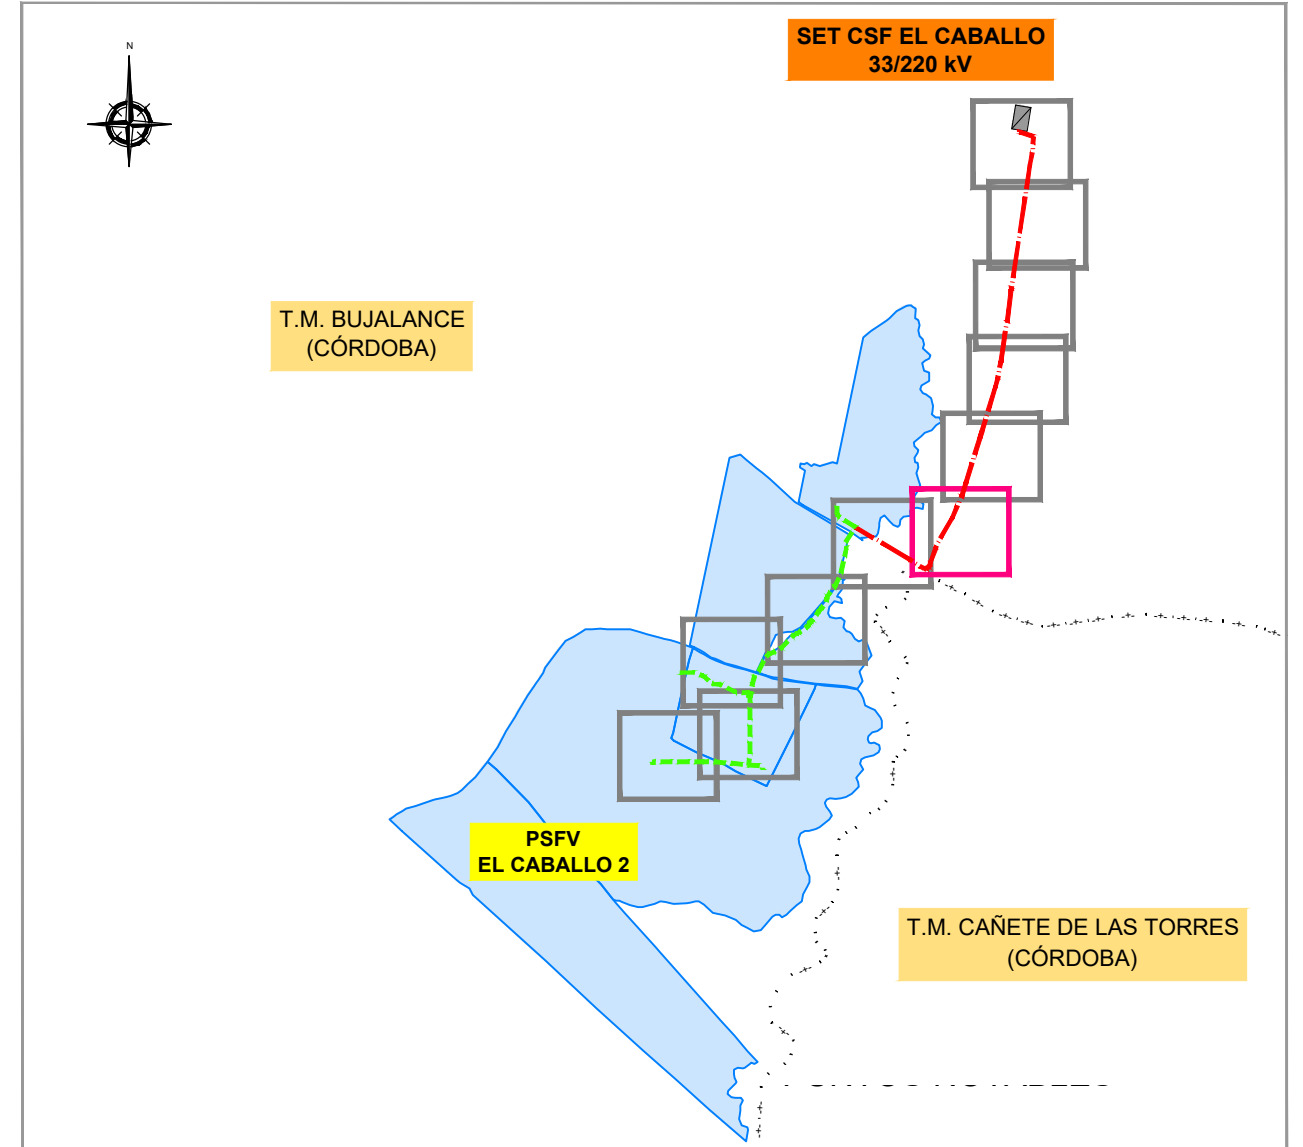 SET CSF EL CABALLO
33/220 kV
N
T.M. BUJALANCE
(CÓRDOBA)
PSFV
EL CABALLO 2
T.M. CAÑETE DE LAS TORRES
(CÓRDOBA)